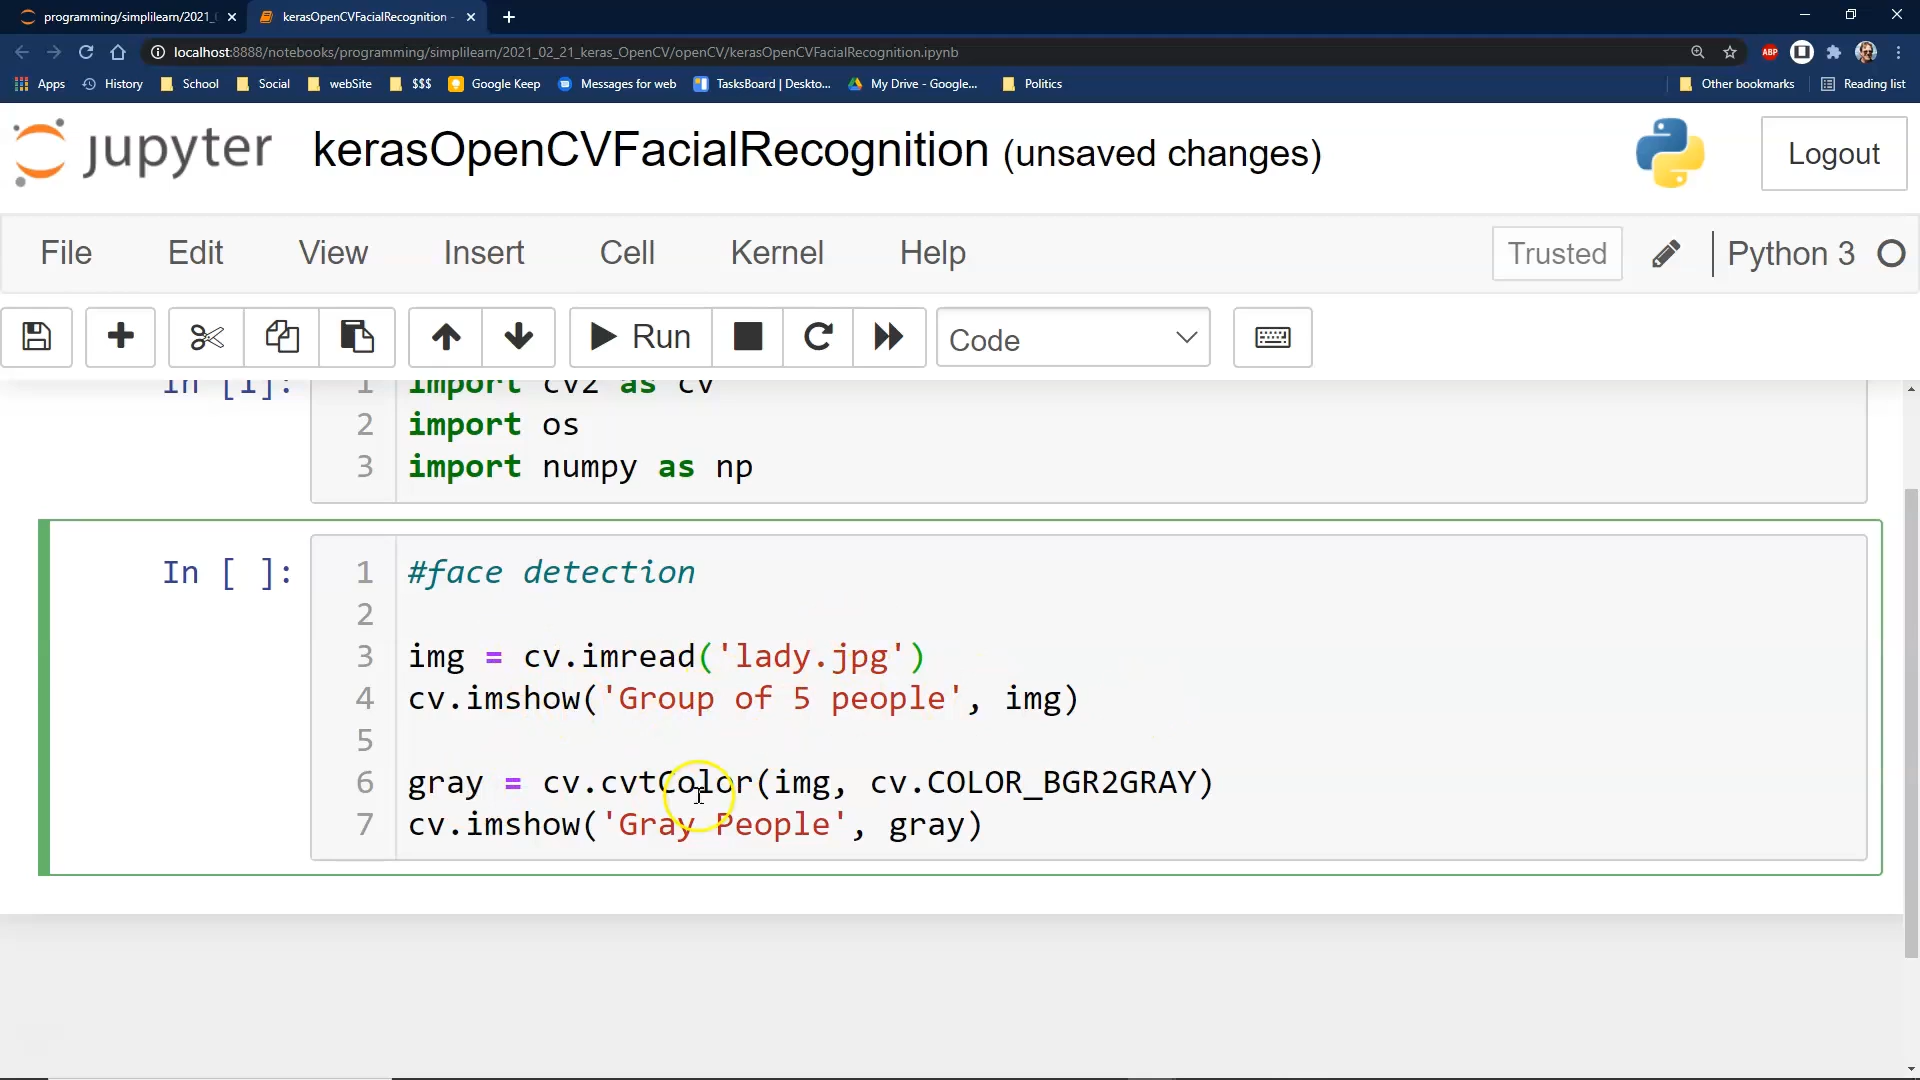 programming/simplilearn/2021_
kerasOpenCVFacialRecognition -
localhost:8888/notebooks/programming/simplilearn/2021_02_21_keras_OpenCV/openCV/kerasOpenCVFacialRecognition.ipynb
ABP
Apps History School Social webSite $$$ Google Keep Messages for web TasksBoard | Deskto... My Drive - Google... Politics Other bookmarks Reading list
jupyter kerasOpenCVFacialRecognition (unsaved changes) Logout
File Edit View Insert Cell Kernel Help Trusted Python 3
Run Code
In [1]: 1 import cv2 as cv
2 import os
3 import numpy as np
In [ ]: 1 #face detection
2
3 img = cv.imread('lady.jpg')
4 cv.imshow('Group of 5 people', img)
5
6 gray = cv.cvtColor(img, cv.COLOR_BGR2GRAY)
7 cv.imshow('Gray People', gray)